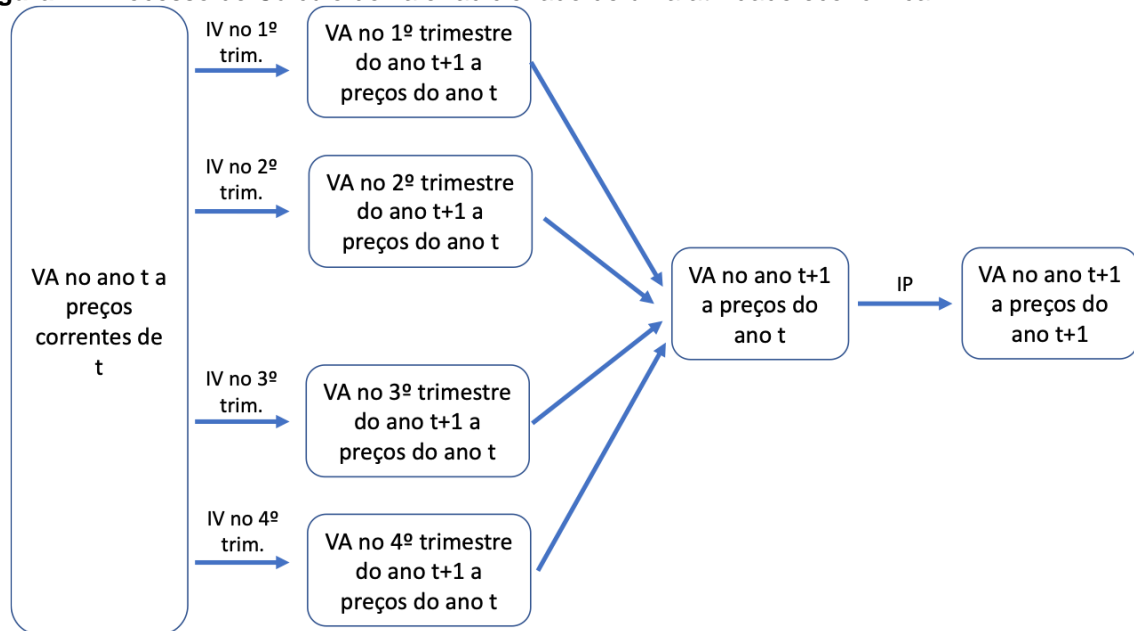 VA no ano t a
preços
correntes de
t
IV no 1º
trim.
VA no 1º trimestre
do ano t+1 a
preços do ano t
IV no 2º
trim.
VA no 2º trimestre
do ano t+1 a
preços do ano t
IV no 3º
trim.
VA no 3º trimestre
do ano t+1 a
preços do ano t
IV no 4º
trim.
VA no 4º trimestre
do ano t+1 a
preços do ano t
VA no ano t+1
a preços do
ano t
IP
VA no ano t+1
a preços do
ano t+1